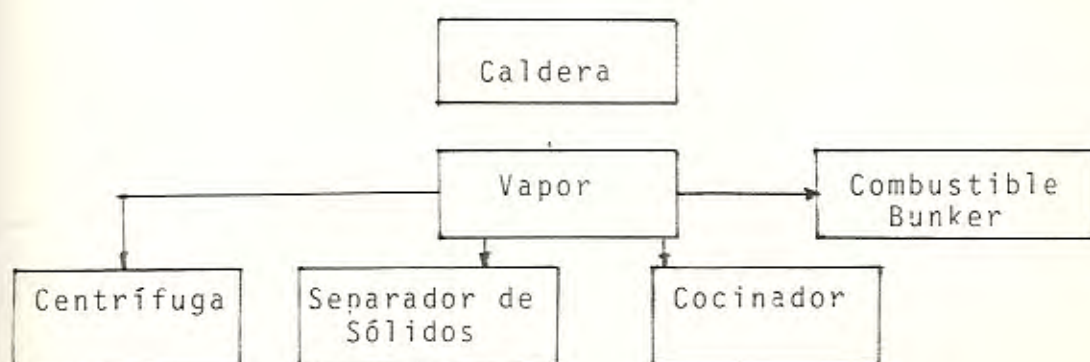 Caldera
Vapor
Combustible
Bunker
Centrífuga
Separador de
Sólidos
Cocinador